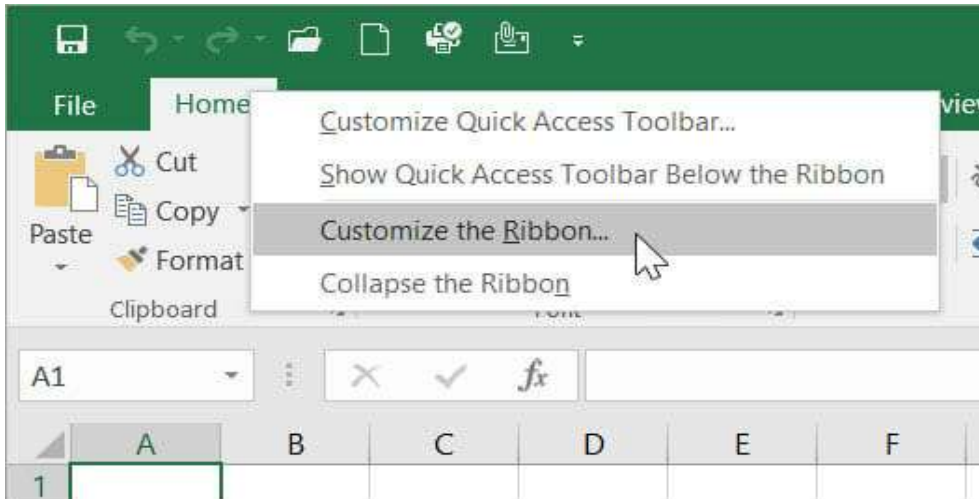 File Home
Customize Quick Access Toolbar...
Show Quick Access Toolbar Below the Ribbon
Customize the Ribbon...
Collapse the Ribbon
Cut
Copy
Format
Paste
Clipboard
A1
fx
A B C D E F
1